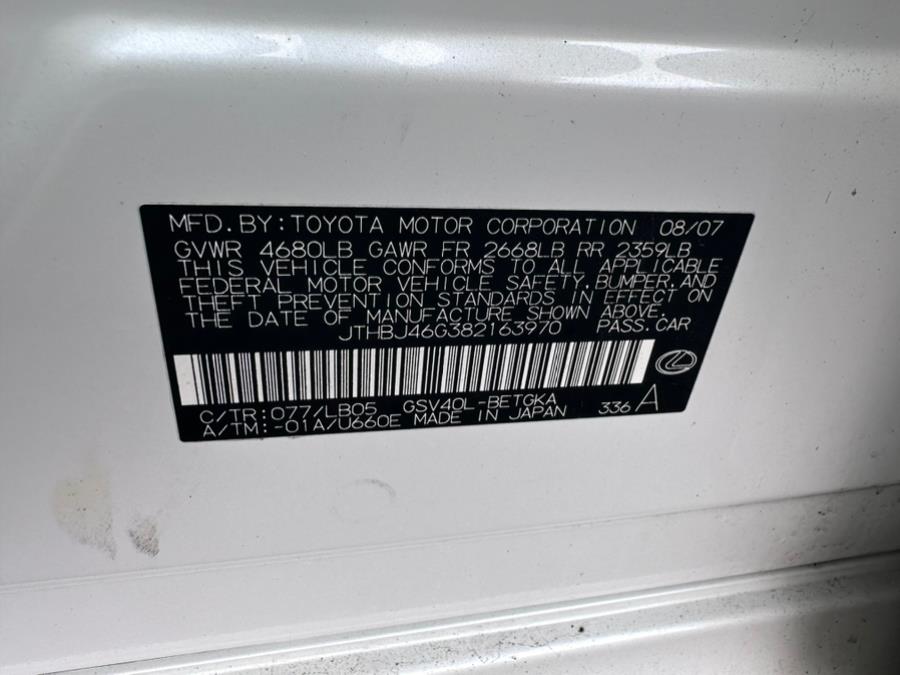 MFD. BY: TOYOTA MOTOR CORPORATION 08/07
GVWR 4680LB GAWR FR 2668LB RR 2359LB
THIS VEHICLE CONFORMS TO ALL APPLICABLE
FEDERAL MOTOR VEHICLE SAFETY, BUMPER, AND
THEFT PREVENTION STANDARDS IN EFFECT ON
THE DATE OF MANUFACTURE SHOWN ABOVE.
JTHBJ46G382163970 PASS. CAR
C/TR: 077/LB05 GSV40L-BETGKA
A/TM: -01A/U660E MADE IN JAPAN 336 A